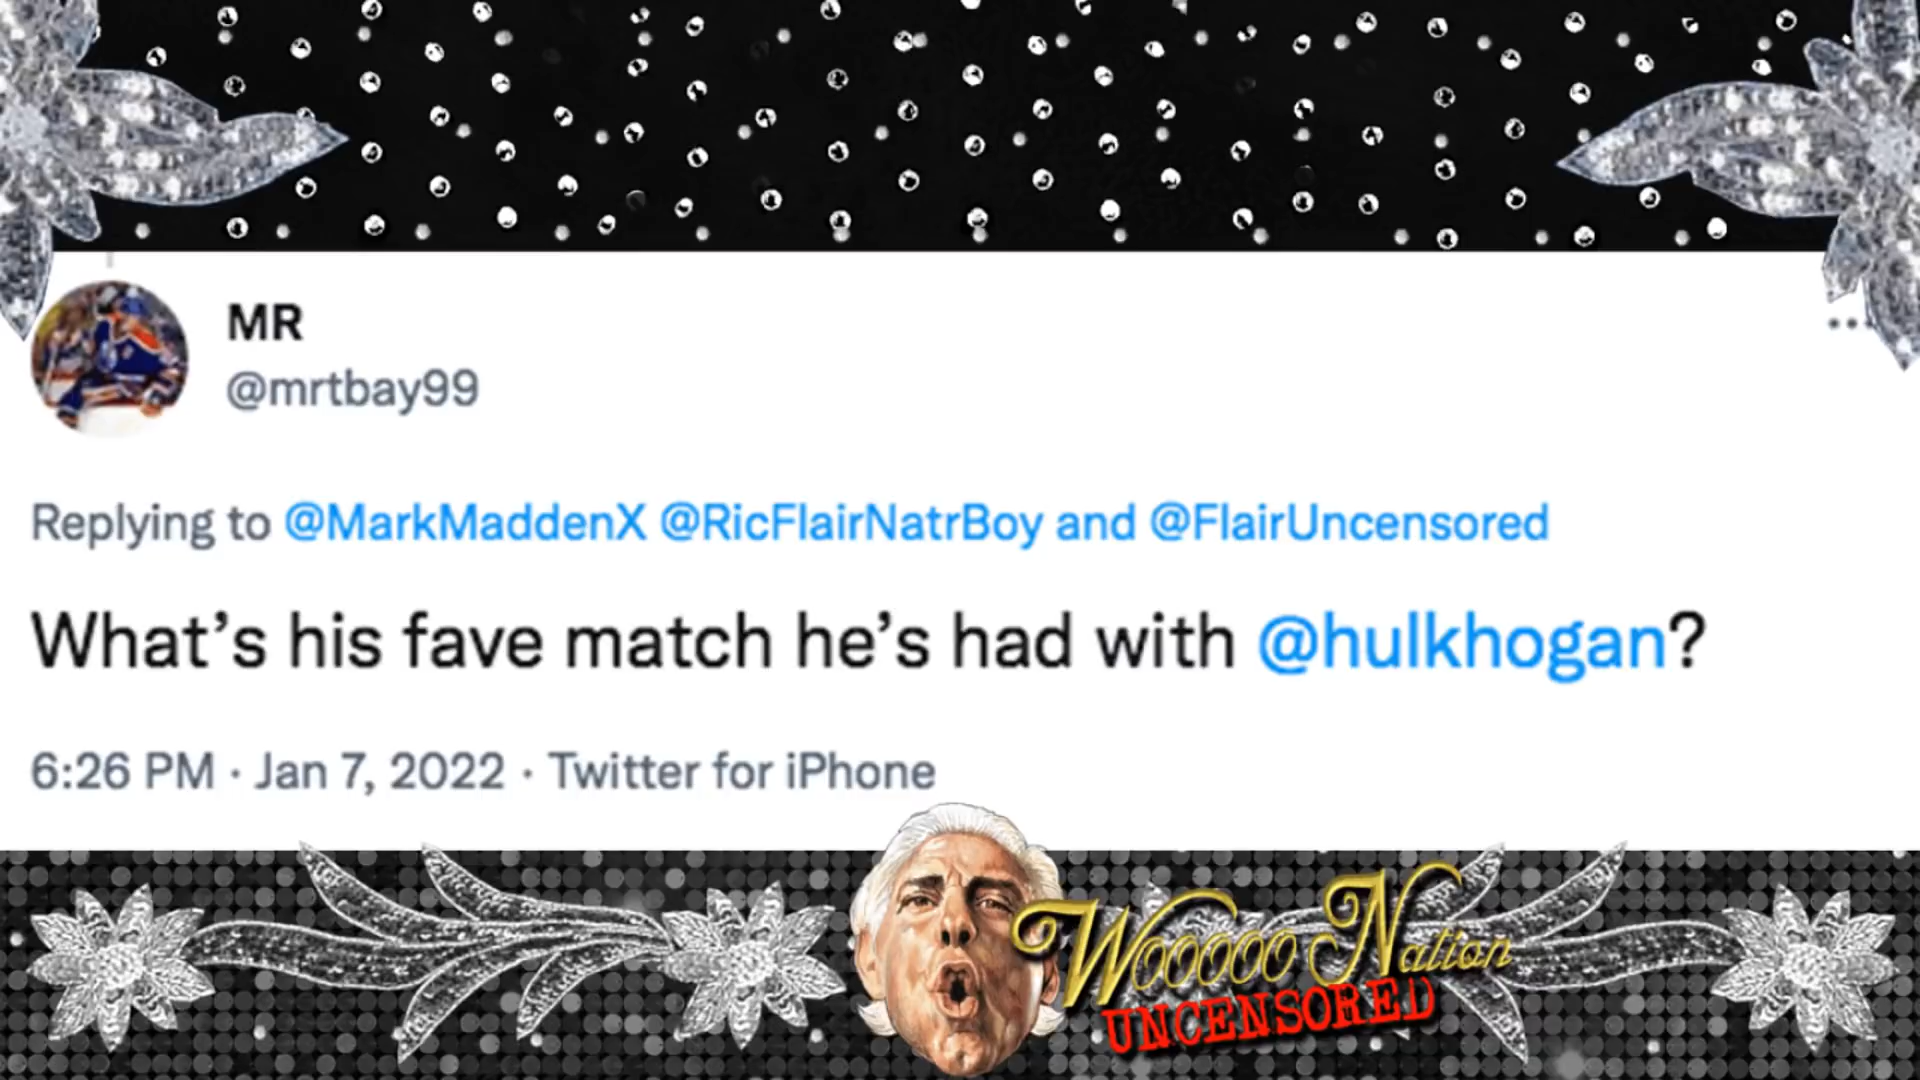 MR
@mrtbay99
Replying to @MarkMaddenX @RicFlairNatrBoy and @FlairUncensored
What’s his fave match he’s had with @hulkhogan?
6:26 PM · Jan 7, 2022 · Twitter for iPhone
Wooooo Nation
UNCENSORED